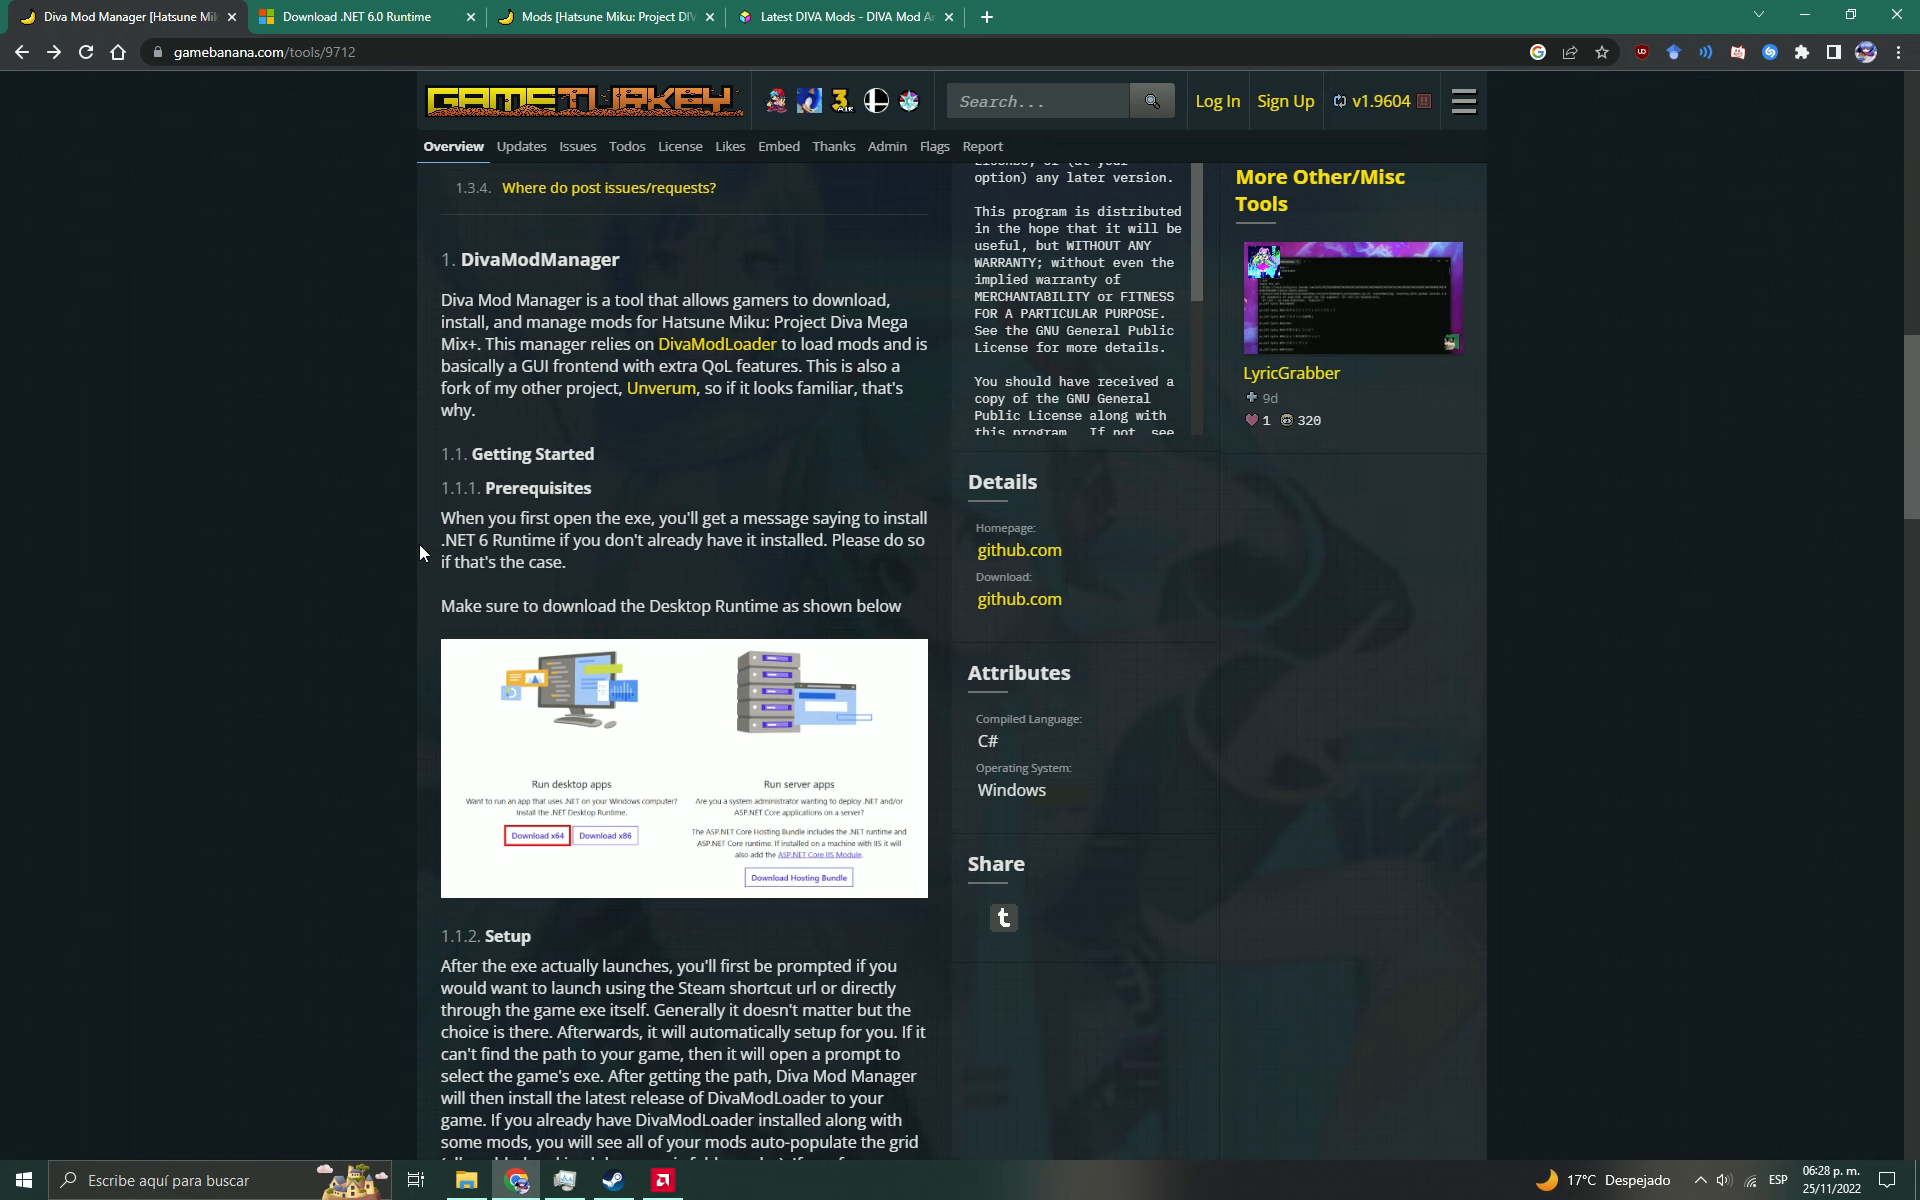 Diva Mod Manager [Hatsune Mik
Download .NET 6.0 Runtime
Mods [Hatsune Miku: Project DIV
Latest DIVA Mods - DIVA Mod Ar
gamebanana.com/tools/9712
GAMETURKEY
Search...
Log In
Sign Up
v1.9604
Overview Updates Issues Todos License Likes Embed Thanks Admin Flags Report
1.3.4. Where do post issues/requests?
1. DivaModManager
Diva Mod Manager is a tool that allows gamers to download,
install, and manage mods for Hatsune Miku: Project Diva Mega
Mix+. This manager relies on DivaModLoader to load mods and is
basically a GUI frontend with extra QoL features. This is also a
fork of my other project, Unverum, so if it looks familiar, that's
why.
1.1. Getting Started
1.1.1. Prerequisites
When you first open the exe, you'll get a message saying to install
.NET 6 Runtime if you don't already have it installed. Please do so
if that's the case.
Make sure to download the Desktop Runtime as shown below
Run desktop apps
Want to run an app that uses .NET on your Windows computer?
Install the .NET Desktop Runtime.
Download x64
Download x86
Run server apps
Are you a system administrator wanting to deploy .NET and/or
ASP.NET Core applications on a server?
The ASP.NET Core Hosting Bundle includes the .NET runtime and
ASP.NET Core runtime. If installed on a machine with IIS it will
also add the ASP.NET Core IIS Module.
Download Hosting Bundle
1.1.2. Setup
After the exe actually launches, you'll first be prompted if you
would want to launch using the Steam shortcut url or directly
through the game exe itself. Generally it doesn't matter but the
choice is there. Afterwards, it will automatically setup for you. If it
can't find the path to your game, then it will open a prompt to
select the game's exe. After getting the path, Diva Mod Manager
will then install the latest release of DivaModLoader to your
game. If you already have DivaModLoader installed along with
some mods, you will see all of your mods auto-populate the grid
License, or (at your
option) any later version.
This program is distributed
in the hope that it will be
useful, but WITHOUT ANY
WARRANTY; without even the
implied warranty of
MERCHANTABILITY or FITNESS
FOR A PARTICULAR PURPOSE.
See the GNU General Public
License for more details.
You should have received a
copy of the GNU General
Public License along with
this program. If not, see
Details
Homepage:
github.com
Download:
github.com
Attributes
Compiled Language:
C#
Operating System:
Windows
Share
More Other/Misc
Tools
LyricGrabber
9d
1 320
Escribe aquí para buscar
17°C Despejado
ESP
06:28 p. m.
25/11/2022